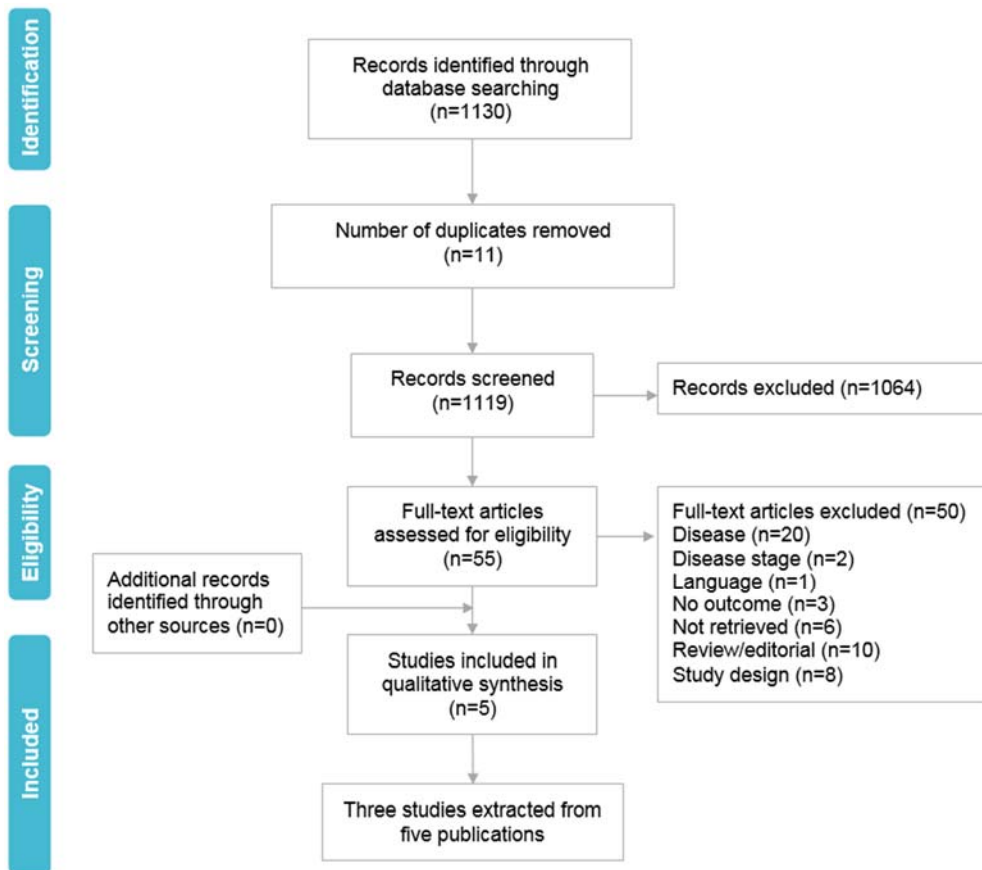 Identification
Records identified through
database searching
(n=1130)
Screening
Number of duplicates removed
(n=11)
Records screened
(n=1119)
Records excluded (n=1064)
Eligibility
Full-text articles
assessed for eligibility
(n=55)
Full-text articles excluded (n=50)
Disease (n=20)
Disease stage (n=2)
Language (n=1)
No outcome (n=3)
Not retrieved (n=6)
Review/editorial (n=10)
Study design (n=8)
Additional records
identified through
other sources (n=0)
Included
Studies included in
qualitative synthesis
(n=5)
Three studies extracted from
five publications